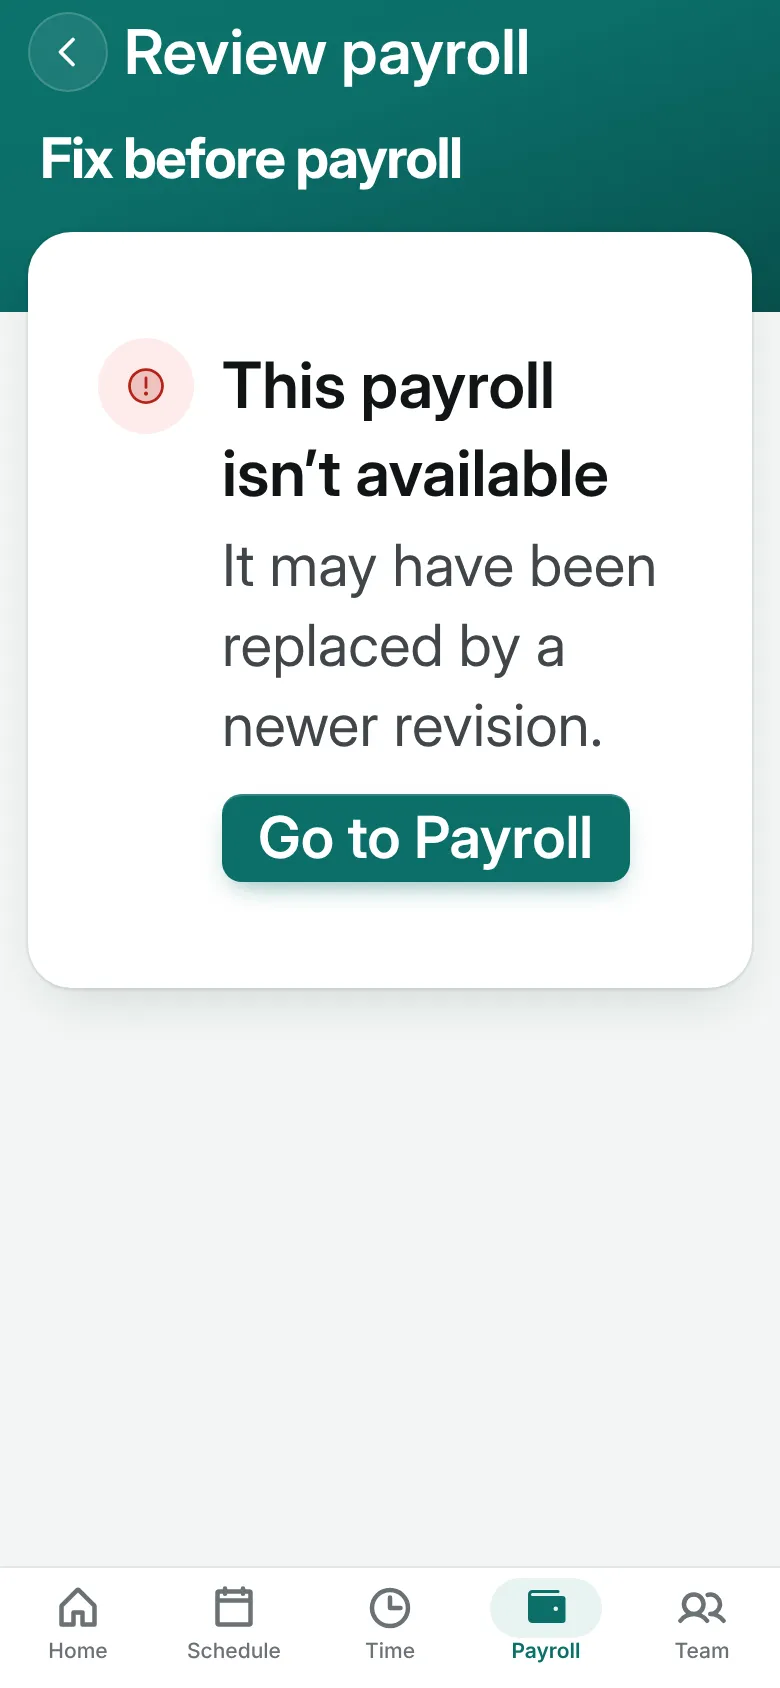 Review payroll
Fix before payroll
This payroll
isn’t available
It may have been
replaced by a
newer revision.
Go to Payroll
Home
Schedule
Time
Payroll
Team